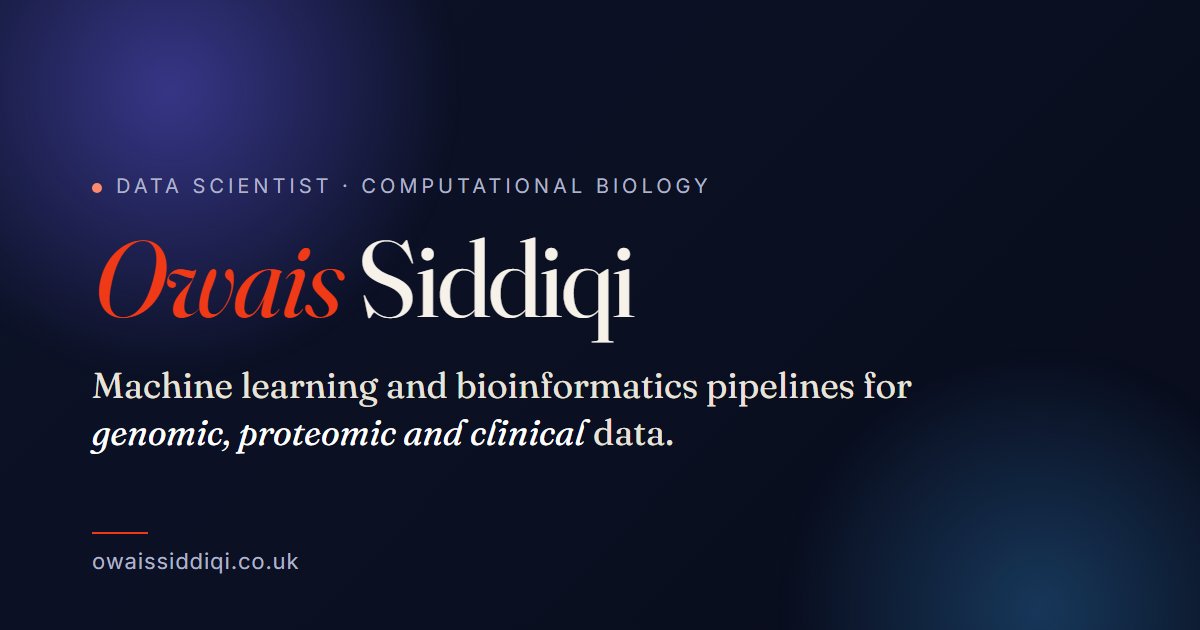 DATA SCIENTIST · COMPUTATIONAL BIOLOGY
Owais Siddiqi
Machine learning and bioinformatics pipelines for
genomic, proteomic and clinical data.
owaissiddiqi.co.uk